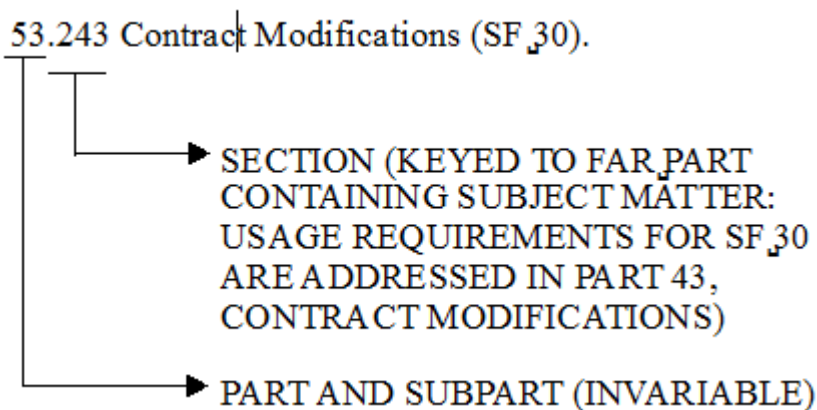 53.243 Contract Modifications (SF 30).
SECTION (KEYED TO FAR PART
CONTAINING SUBJECT MATTER:
USAGE REQUIREMENTS FOR SF 30
ARE ADDRESSED IN PART 43,
CONTRACT MODIFICATIONS)
PART AND SUBPART (INVARIABLE)